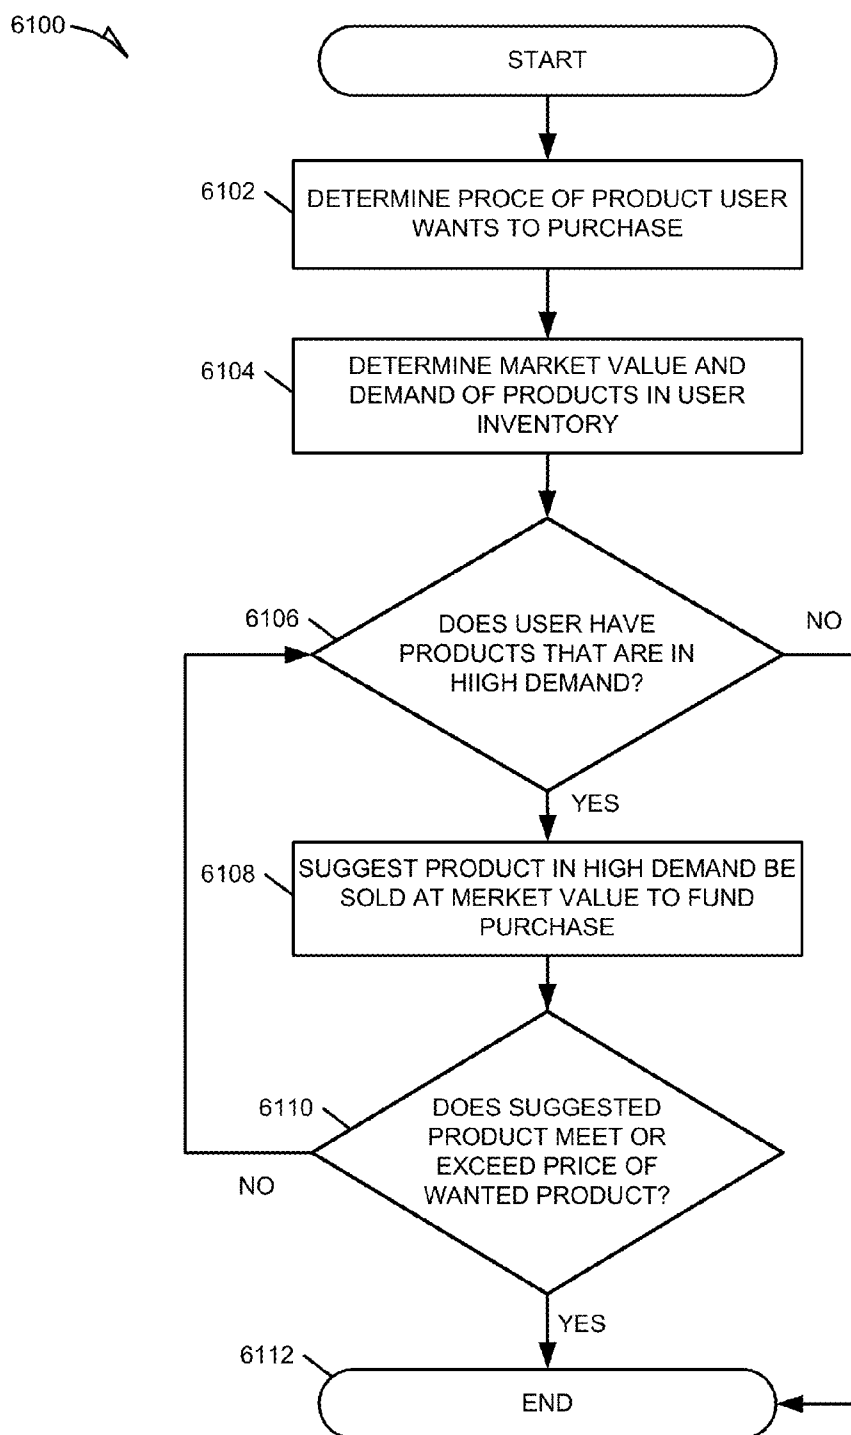 6100
START
6102
DETERMINE PROCE OF PRODUCT USER
WANTS TO PURCHASE
6104
DETERMINE MARKET VALUE AND
DEMAND OF PRODUCTS IN USER
INVENTORY
6106
DOES USER HAVE
PRODUCTS THAT ARE IN
HIIGH DEMAND?
NO
YES
6108
SUGGEST PRODUCT IN HIGH DEMAND BE
SOLD AT MERKET VALUE TO FUND
PURCHASE
6110
DOES SUGGESTED
PRODUCT MEET OR
EXCEED PRICE OF
WANTED PRODUCT?
NO
YES
6112
END